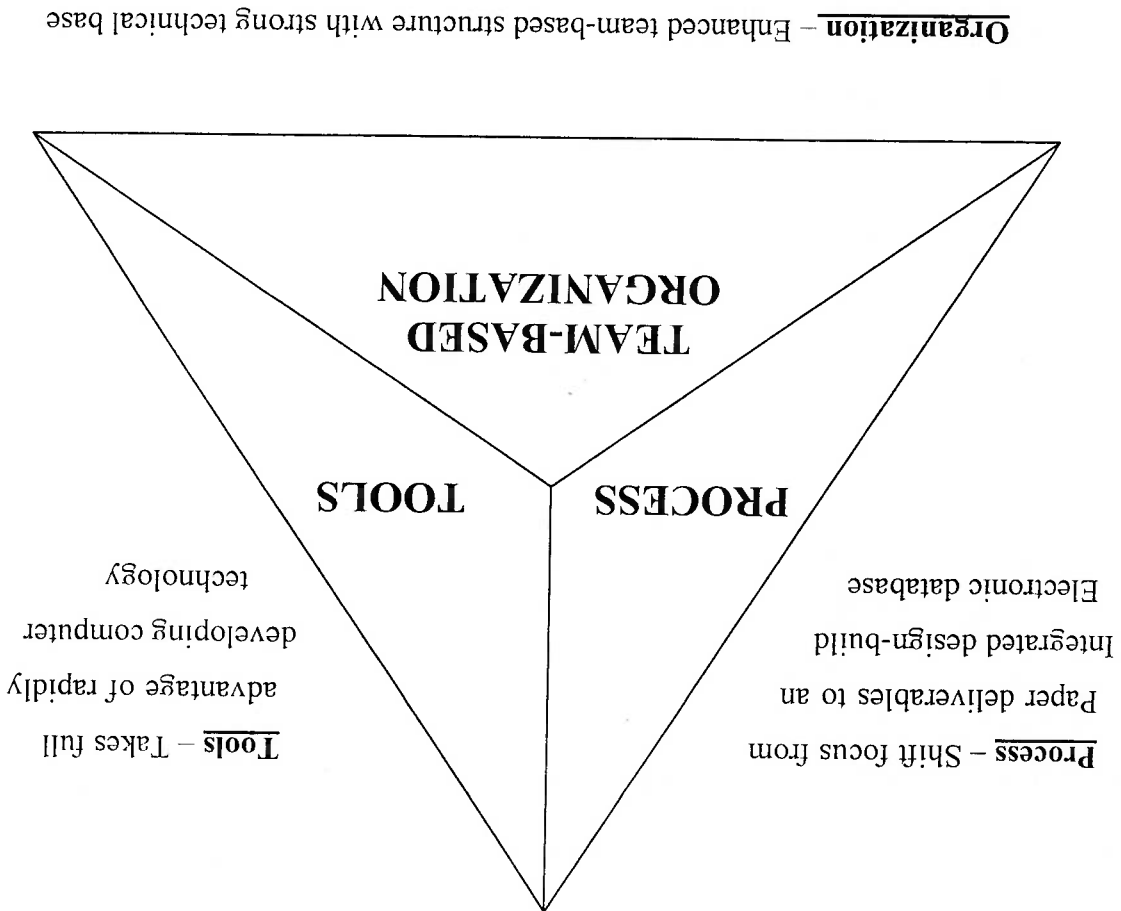 Process – Shift focus from
Paper deliverables to an
Integrated design-build
Electronic database
Tools – Takes full
advantage of rapidly
developing computer
technology
PROCESS
TOOLS
TEAM-BASED
ORGANIZATION
Organization – Enhanced team-based structure with strong technical base